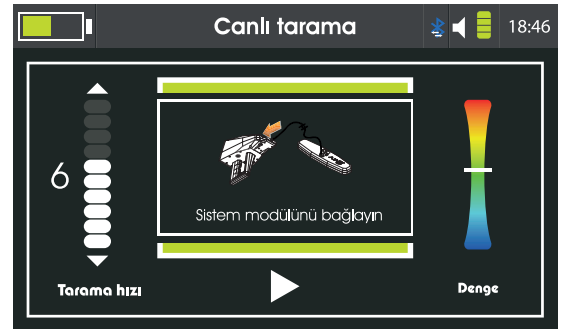 Canlı tarama
18:46
6
Sistem modülünü bağlayın
Tarama hızı
Denge